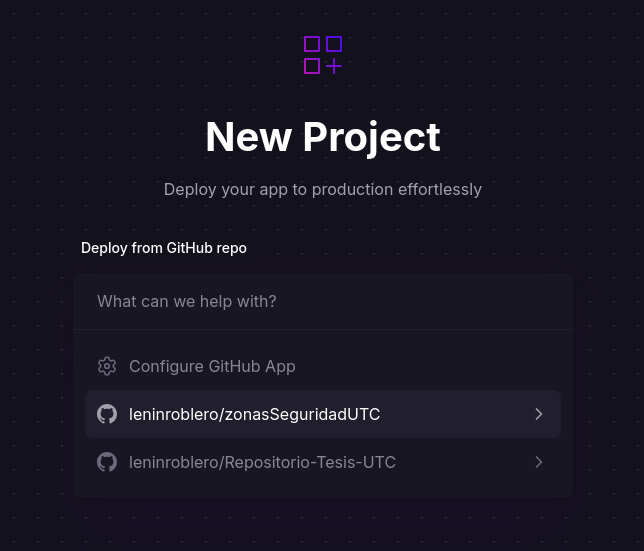 New Project
Deploy your app to production effortlessly
Deploy from GitHub repo
What can we help with?
Configure GitHub App
leninroblero/zonasSeguridadUTC
leninroblero/Repositorio-Tesis-UTC